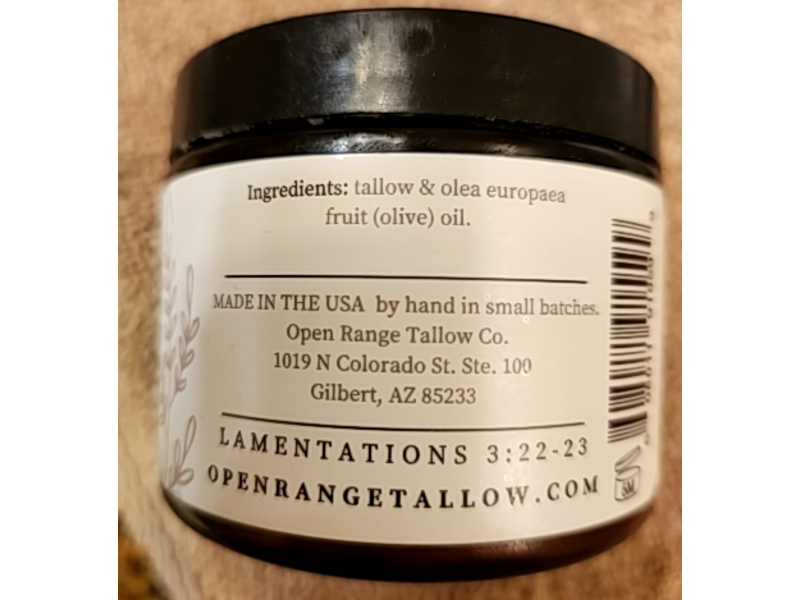 Ingredients: tallow & olea europaea
fruit (olive) oil.
MADE IN THE USA by hand in small batches.
Open Range Tallow Co.
1019 N Colorado St. Ste. 100
Gilbert, AZ 85233
LAMENTATIONS 3:22-23
OPENRANGETALLOW.COM